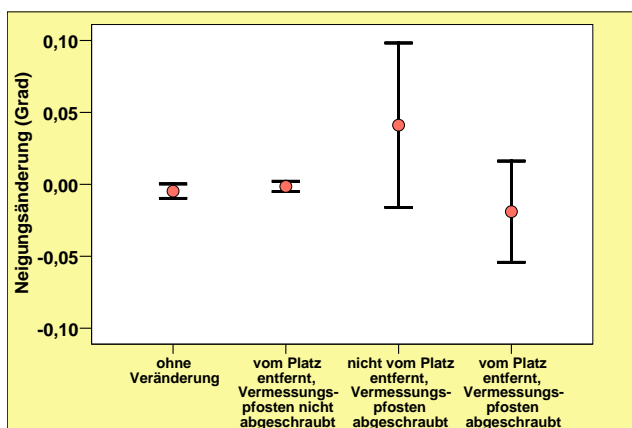 Neigungsänderung (Grad)
0,10
0,05
0,00
-0,05
-0,10
ohne
Veränderung
vom Platz
entfernt,
Vermessungs-
pfosten nicht
abgeschraubt
nicht vom Platz
entfernt,
Vermessungs-
pfosten
abgeschraubt
vom Platz
entfernt,
Vermessungs-
pfosten
abgeschraubt